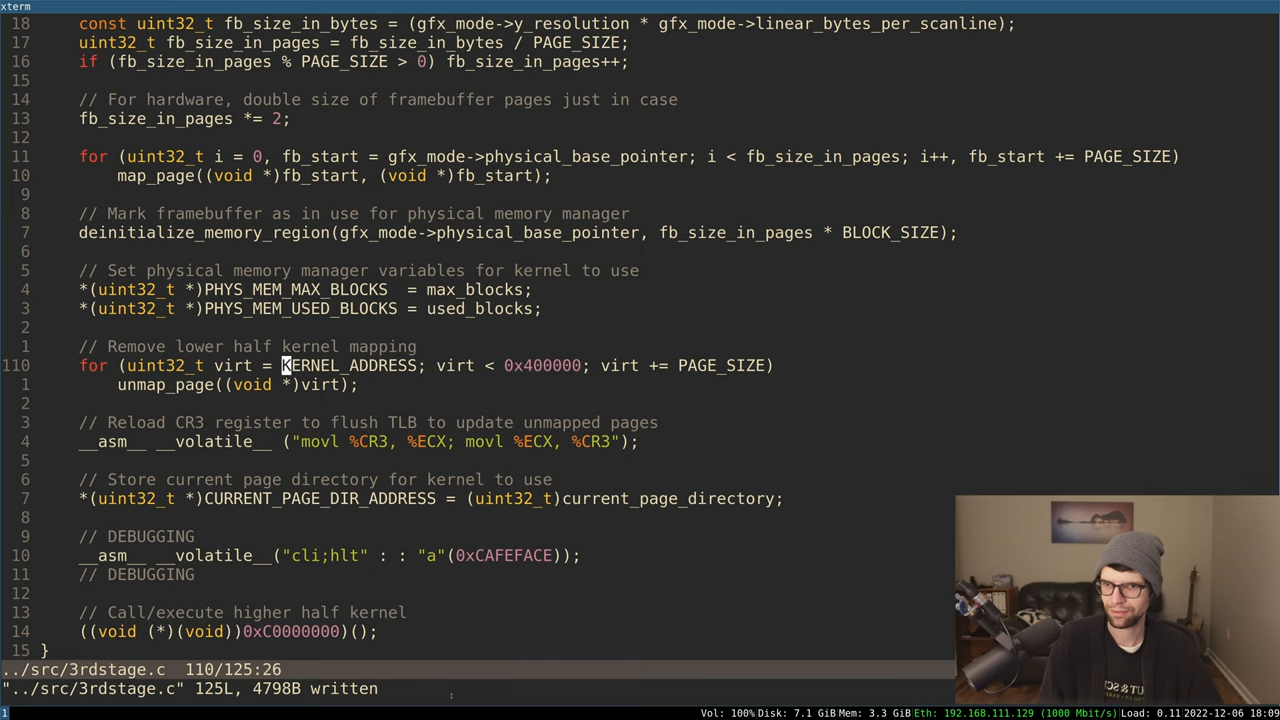 xterm
18 const uint32_t fb_size_in_bytes = (gfx_mode->y_resolution * gfx_mode->linear_bytes_per_scanline);
17 uint32_t fb_size_in_pages = fb_size_in_bytes / PAGE_SIZE;
16 if (fb_size_in_pages % PAGE_SIZE > 0) fb_size_in_pages++;
15
14 // For hardware, double size of framebuffer pages just in case
13 fb_size_in_pages *= 2;
12
11 for (uint32_t i = 0, fb_start = gfx_mode->physical_base_pointer; i < fb_size_in_pages; i++, fb_start += PAGE_SIZE)
10 map_page((void *)fb_start, (void *)fb_start);
9
8 // Mark framebuffer as in use for physical memory manager
7 deinitialize_memory_region(gfx_mode->physical_base_pointer, fb_size_in_pages * BLOCK_SIZE);
6
5 // Set physical memory manager variables for kernel to use
4 *(uint32_t *)PHYS_MEM_MAX_BLOCKS = max_blocks;
3 *(uint32_t *)PHYS_MEM_USED_BLOCKS = used_blocks;
2
1 // Remove lower half kernel mapping
110 for (uint32_t virt = KERNEL_ADDRESS; virt < 0x400000; virt += PAGE_SIZE)
1 unmap_page((void *)virt);
2
3 // Reload CR3 register to flush TLB to update unmapped pages
4 __asm__ __volatile__ ("movl %CR3, %ECX; movl %ECX, %CR3");
5
6 // Store current page directory for kernel to use
7 *(uint32_t *)CURRENT_PAGE_DIR_ADDRESS = (uint32_t)current_page_directory;
8
9 // DEBUGGING
10 __asm__ __volatile__("cli;hlt" : : "a"(0xCAFEFACE));
11 // DEBUGGING
12
13 // Call/execute higher half kernel
14 ((void (*)(void))0xC0000000)();
15 }
../src/3rdstage.c 110/125:26
"../src/3rdstage.c" 125L, 4798B written
1 Vol: 100% Disk: 7.1 GiB Mem: 3.3 GiB Eth: 192.168.111.129 (1000 Mbit/s) Load: 0.11 2022-12-06 18:09